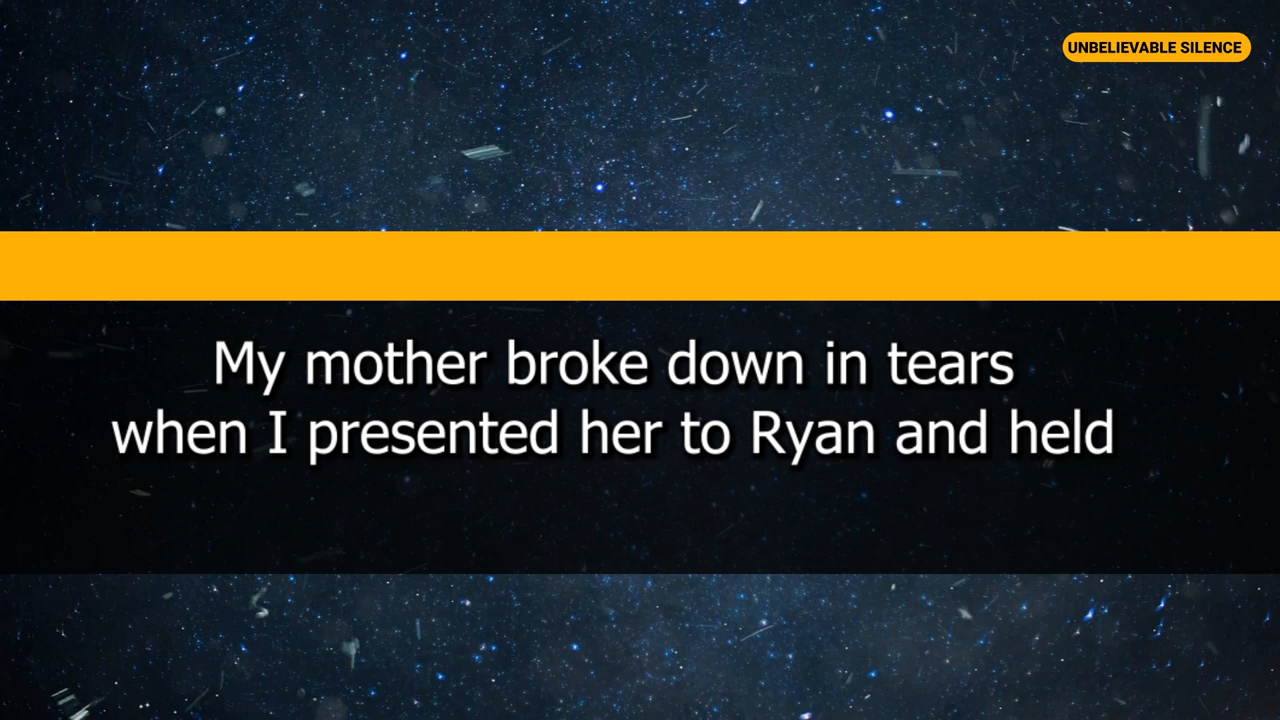 UNBELIEVABLE SILENCE
My mother broke down in tears
when I presented her to Ryan and held